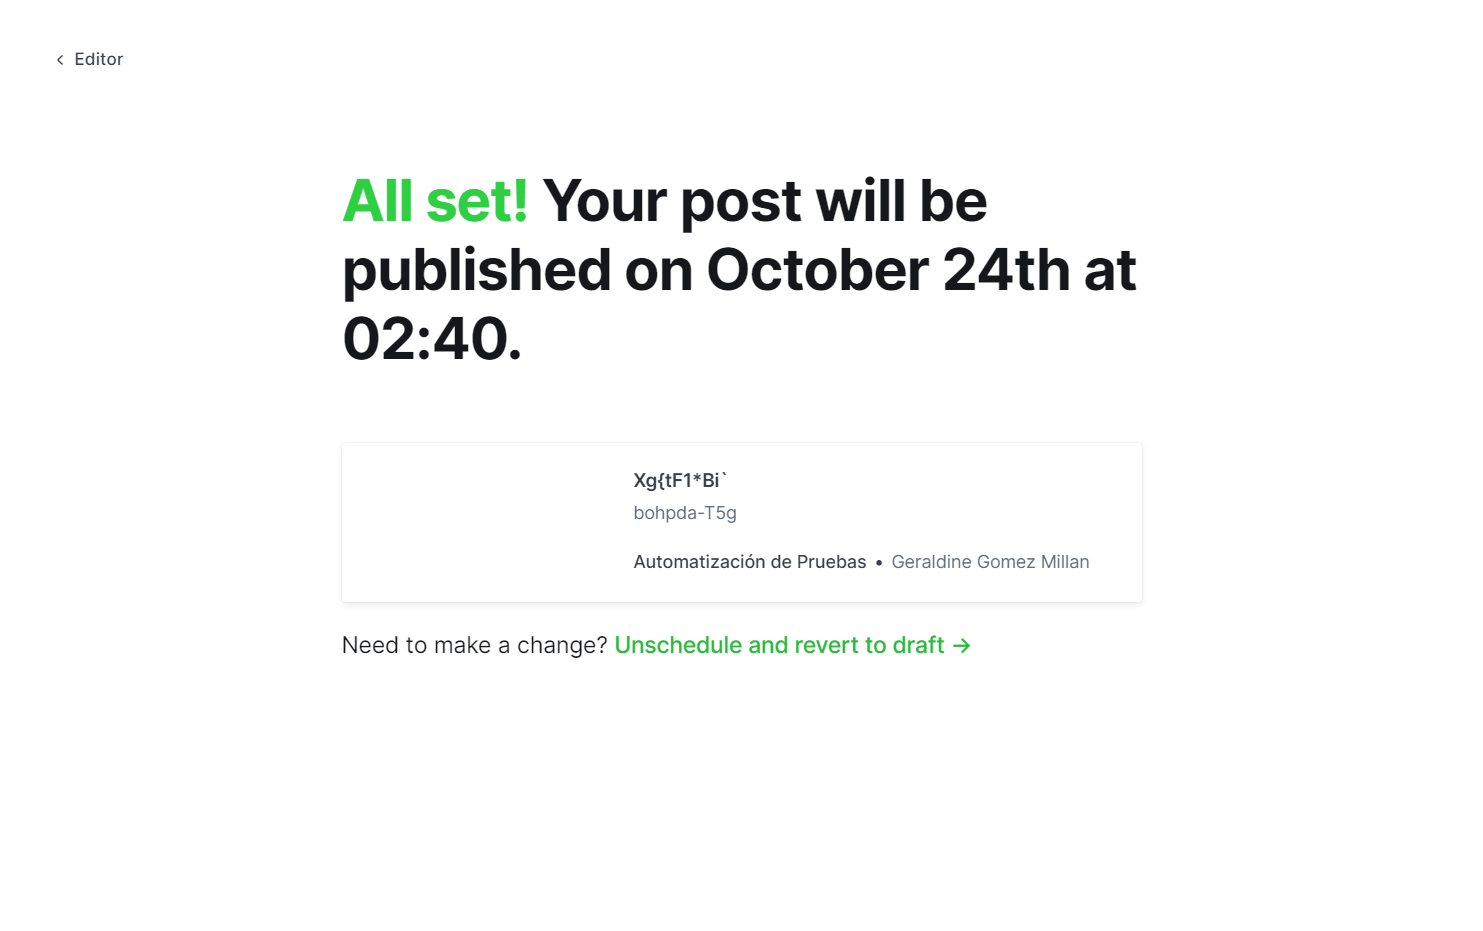 Editor
All set! Your post will be
published on October 24th at
02:40.
Xg{tF1*Bi`
bohpda-T5g
Automatización de Pruebas • Geraldine Gomez Millan
Need to make a change? Unschedule and revert to draft →